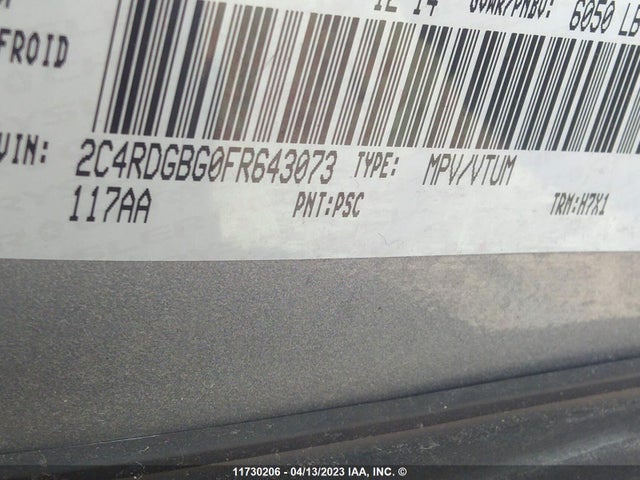 12 14 GVWR/PNBV: 6050 LB
FROID
VIN: 2C4RDGBG0FR643073 TYPE: MPV/VTUM
117AA PNT:PSC TRM:H7X1
11730206 - 04/13/2023 IAA, INC. ©